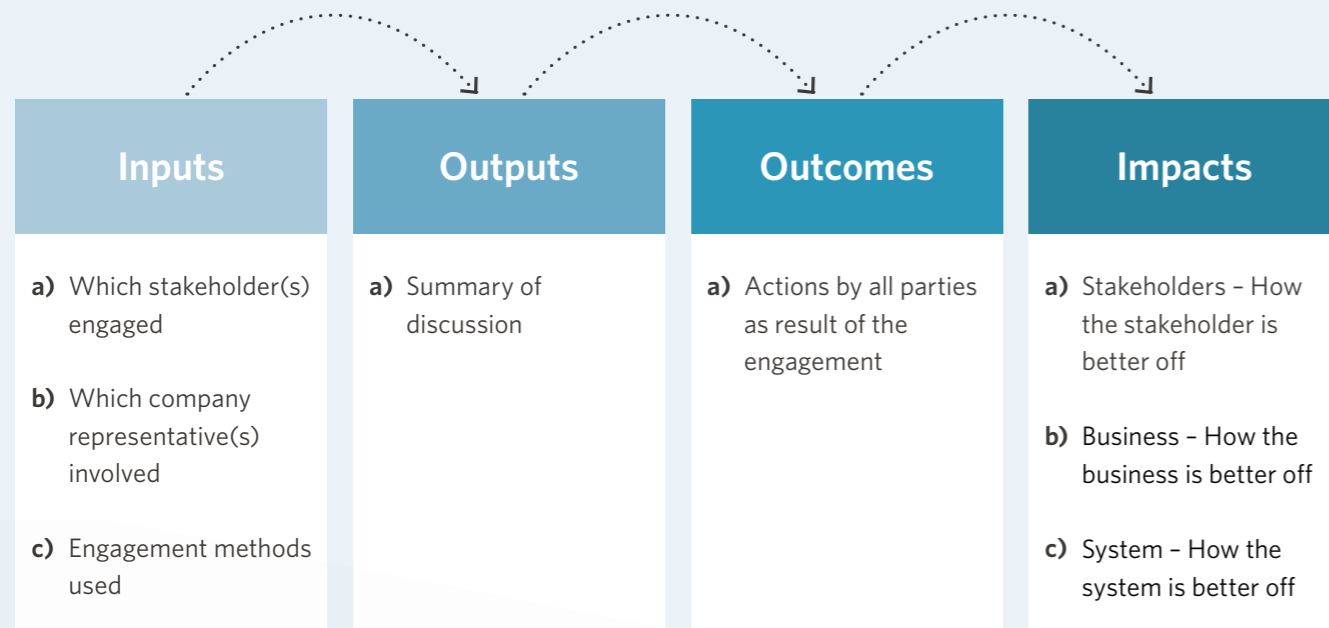 Inputs
a) Which stakeholder(s)
engaged
b) Which company
representative(s)
involved
c) Engagement methods
used
Outputs
a) Summary of
discussion
Outcomes
a) Actions by all parties
as result of the
engagement
Impacts
a) Stakeholders – How
the stakeholder is
better off
b) Business – How the
business is better off
c) System – How the
system is better off